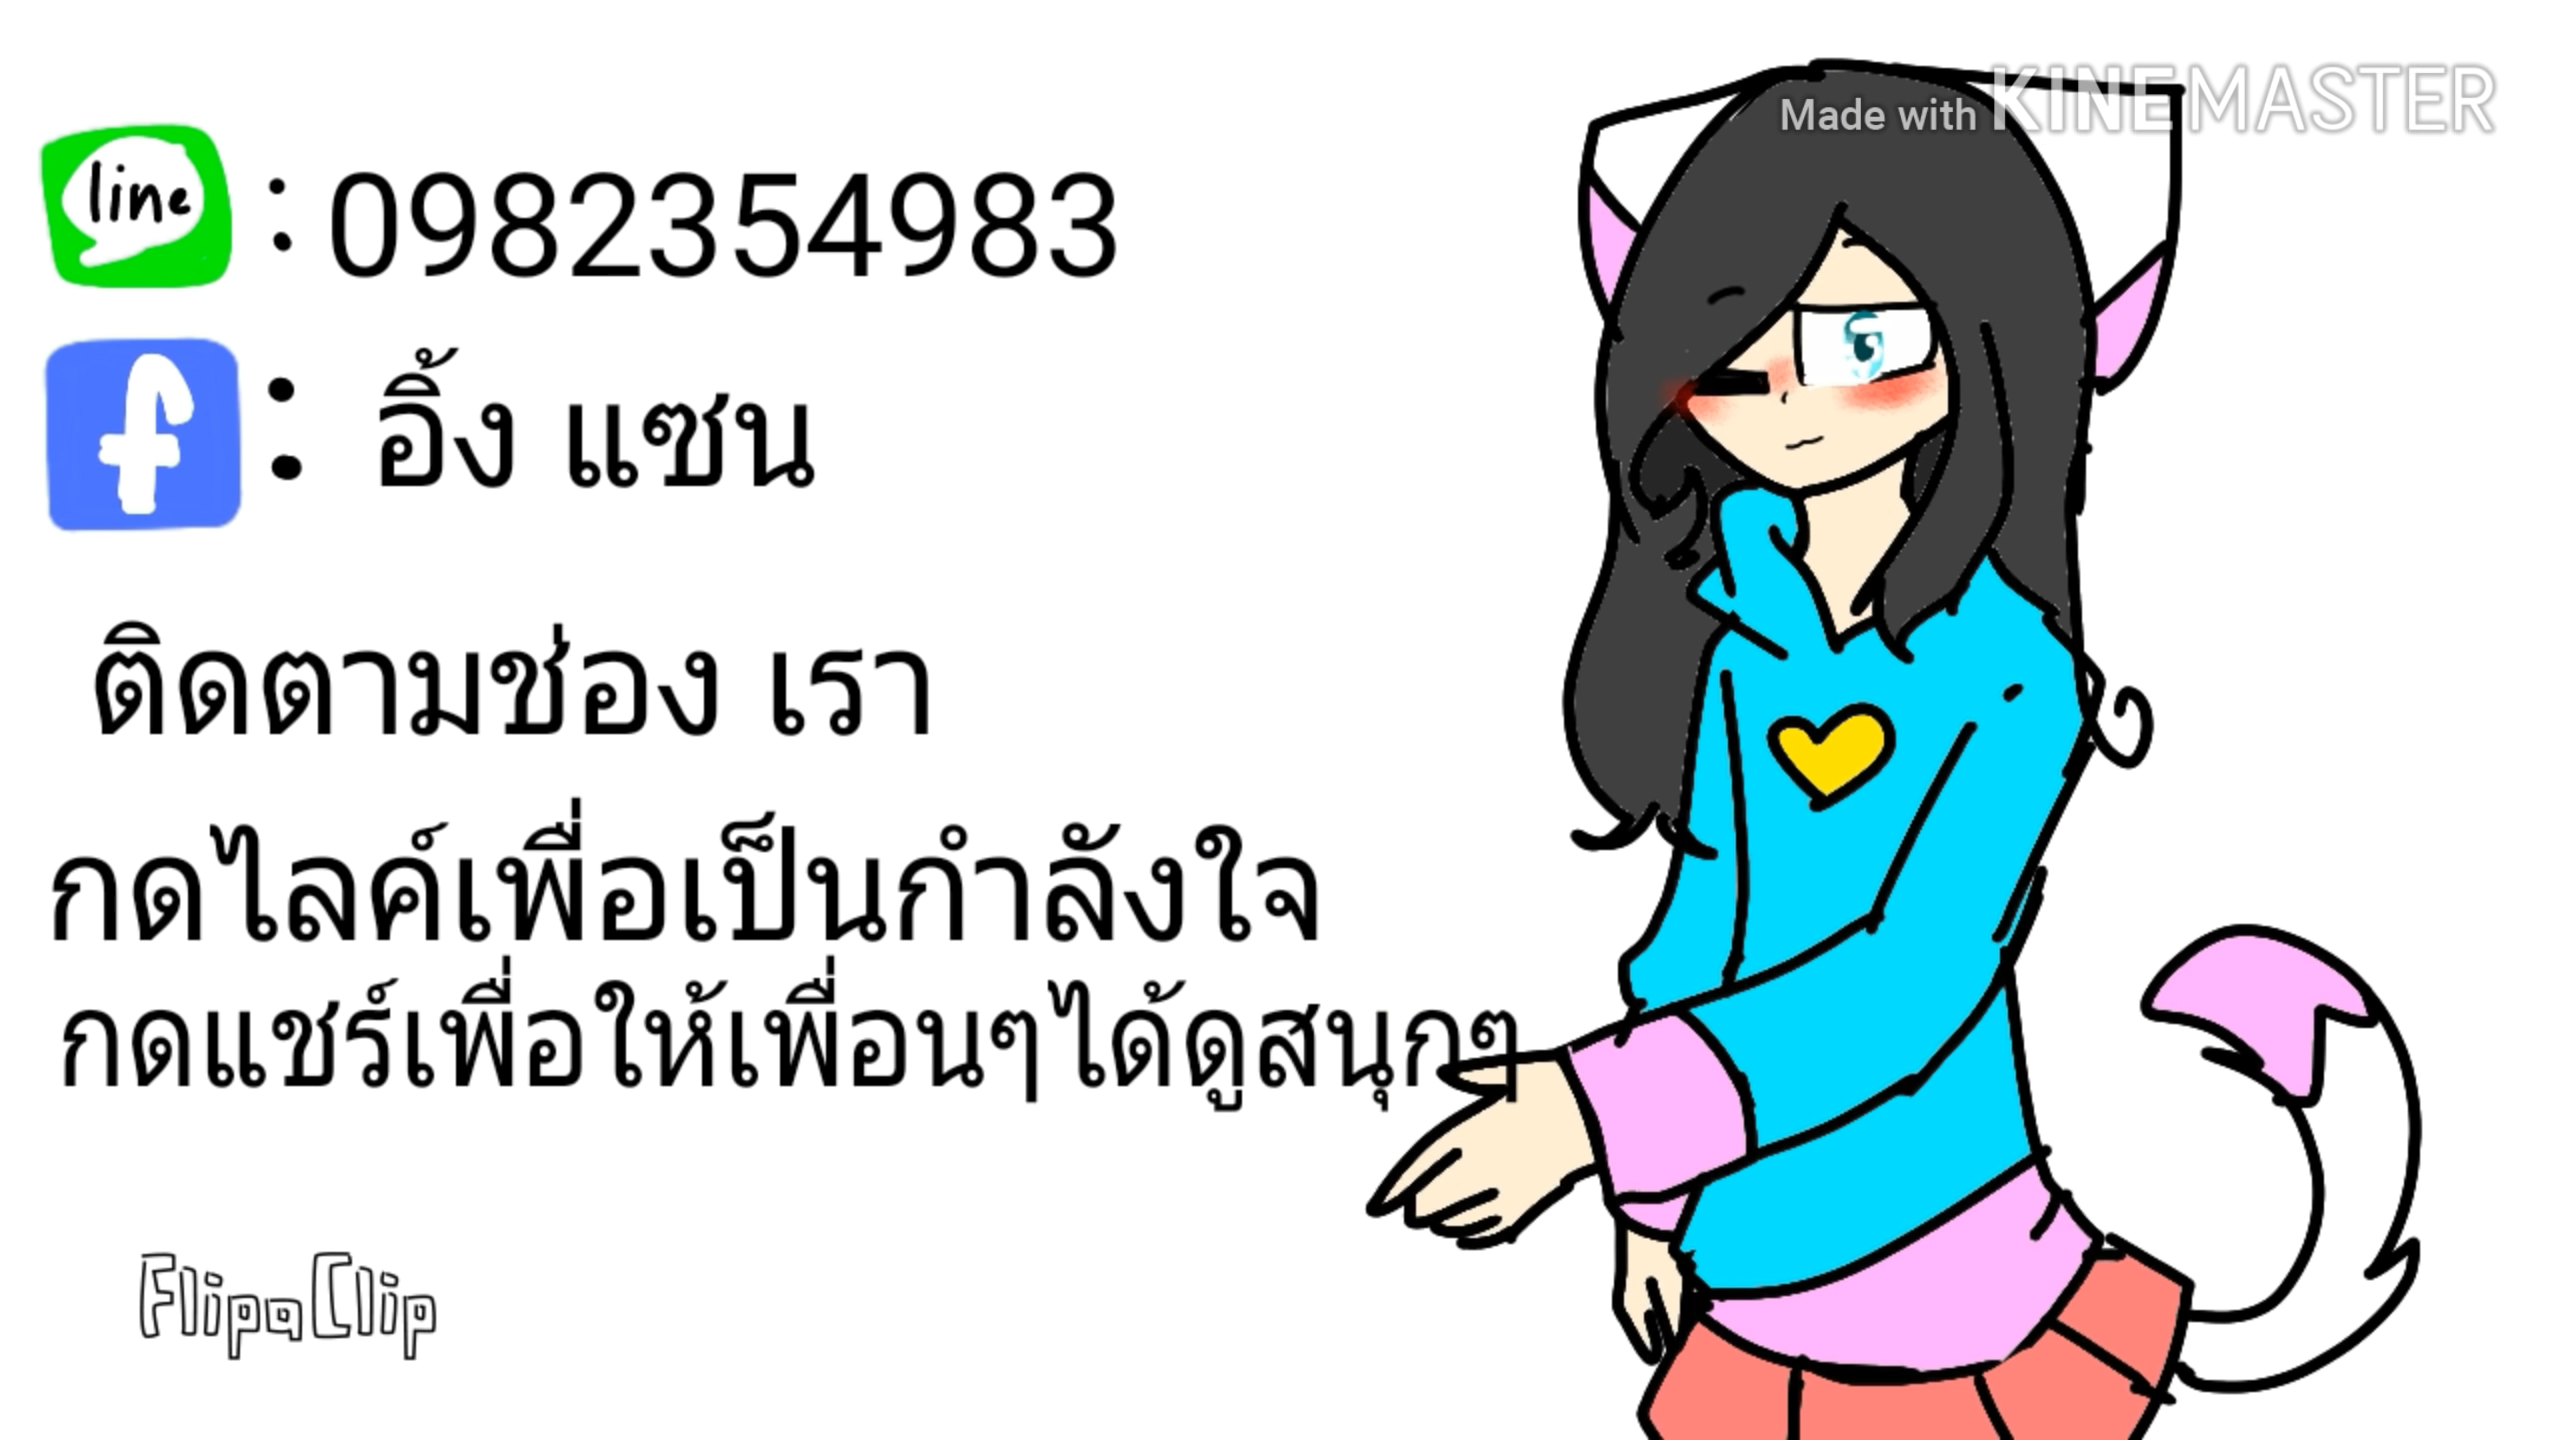 Made with KINEMASTER
line : 0982354983
f : อิ้ง แซน
ติดตามช่อง เรา
กดไลค์เพื่อเป็นกำลังใจ
กดแชร์เพื่อให้เพื่อนๆได้ดูสนุกๆ
FlipaClip